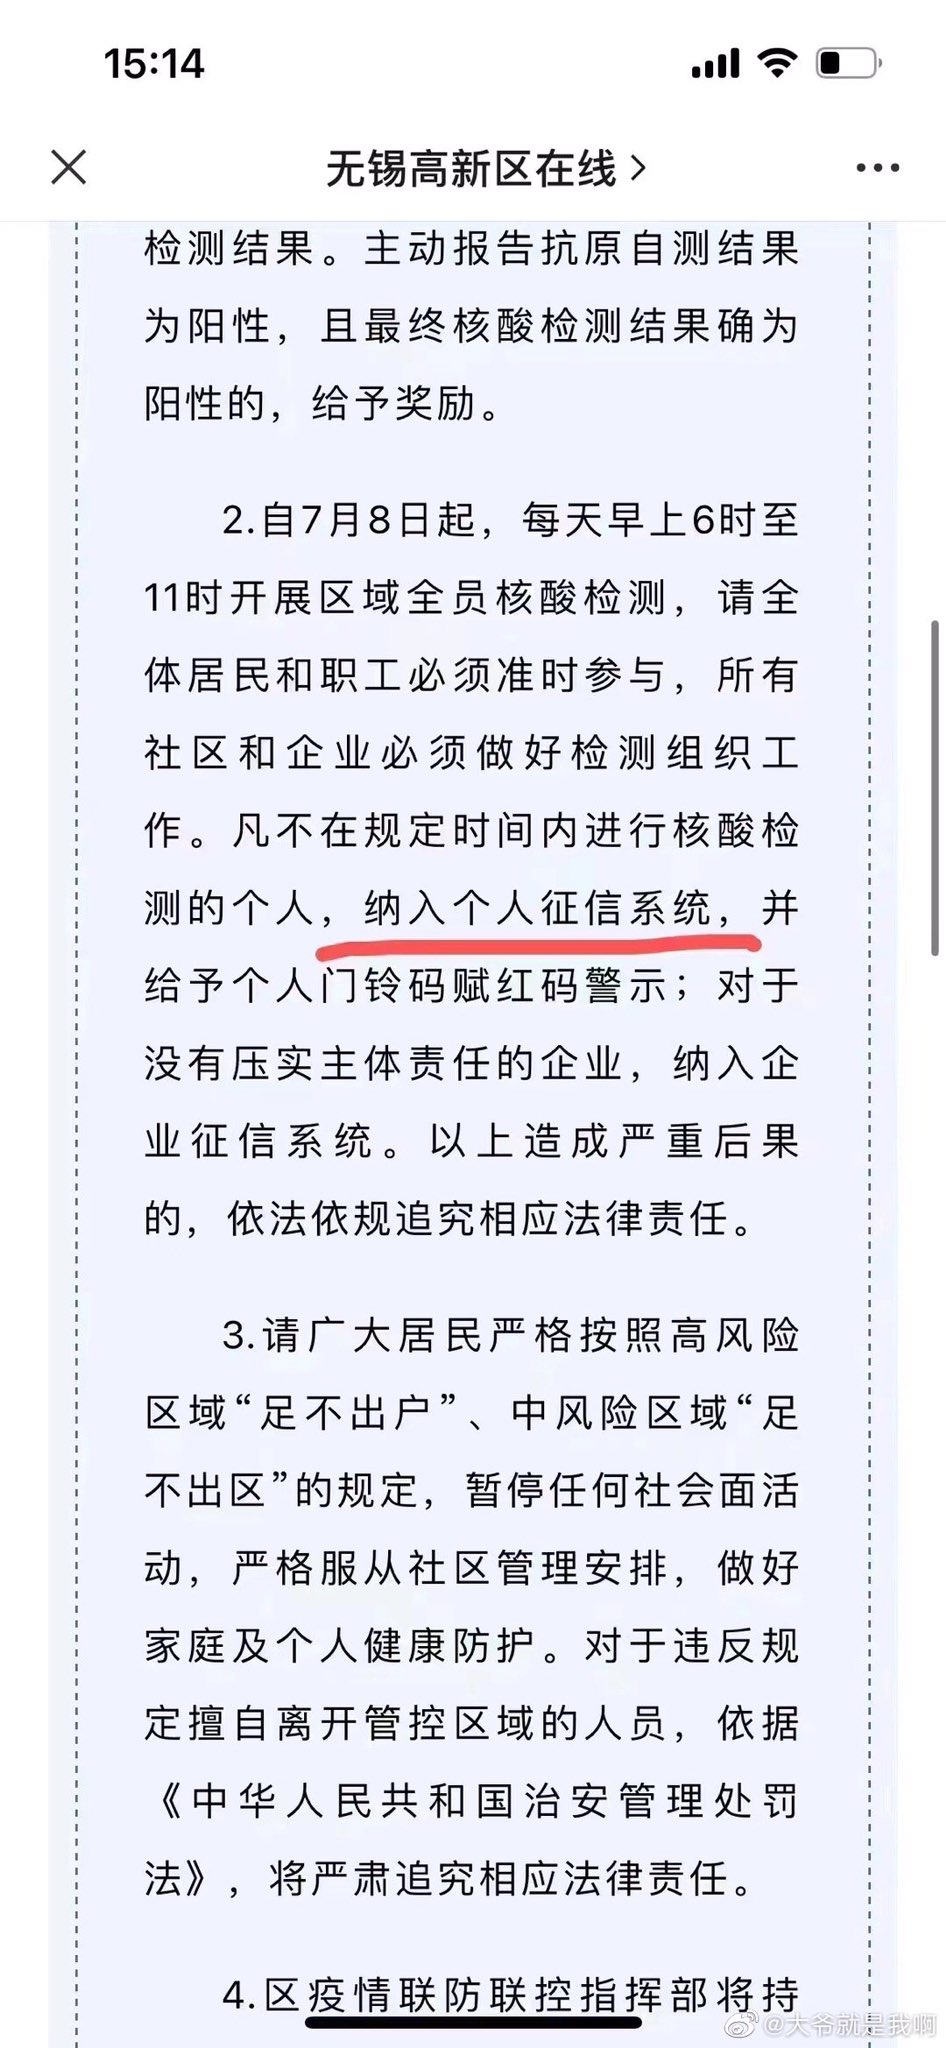 15:14
无锡高新区在线
检测结果。主动报告抗原自测结果
为阳性，且最终核酸检测结果确为
阳性的，给予奖励。
2.自7月8日起，每天早上6时至
11时开展区域全员核酸检测，请全
体居民和职工必须准时参与，所有
社区和企业必须做好检测组织工
作。凡不在规定时间内进行核酸检
测的个人，纳入个人征信系统，并
给予个人门铃码赋红码警示；对于
没有压实主体责任的企业，纳入企
业征信系统。以上造成严重后果
的，依法依规追究相应法律责任。
3.请广大居民严格按照高风险
区域“足不出户”、中风险区域“足
不出区”的规定，暂停任何社会面活
动，严格服从社区管理安排，做好
家庭及个人健康防护。对于违反规
定擅自离开管控区域的人员，依据
《中华人民共和国治安管理处罚
法》，将严肃追究相应法律责任。
4.区疫情联防联控指挥部将持
@大爷就是我啊